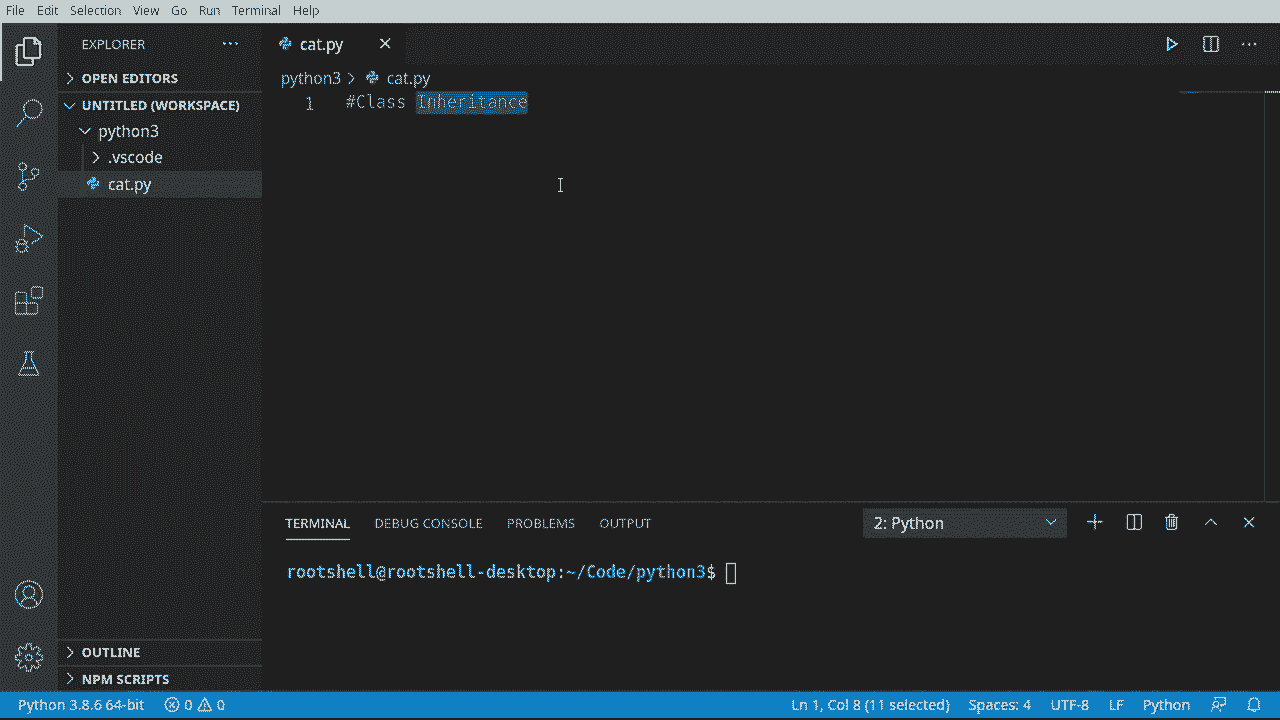 File Edit Selection View Go Run Terminal Help
EXPLORER ···
cat.py
OPEN EDITORS
UNTITLED (WORKSPACE)
python3
.vscode
cat.py
python3 > cat.py
1 #Class Inheritance
TERMINAL DEBUG CONSOLE PROBLEMS OUTPUT 2: Python
rootshell@rootshell-desktop:~/Code/python3$
OUTLINE
NPM SCRIPTS
Python 3.8.6 64-bit 0 0 Ln 1, Col 8 (11 selected) Spaces: 4 UTF-8 LF Python